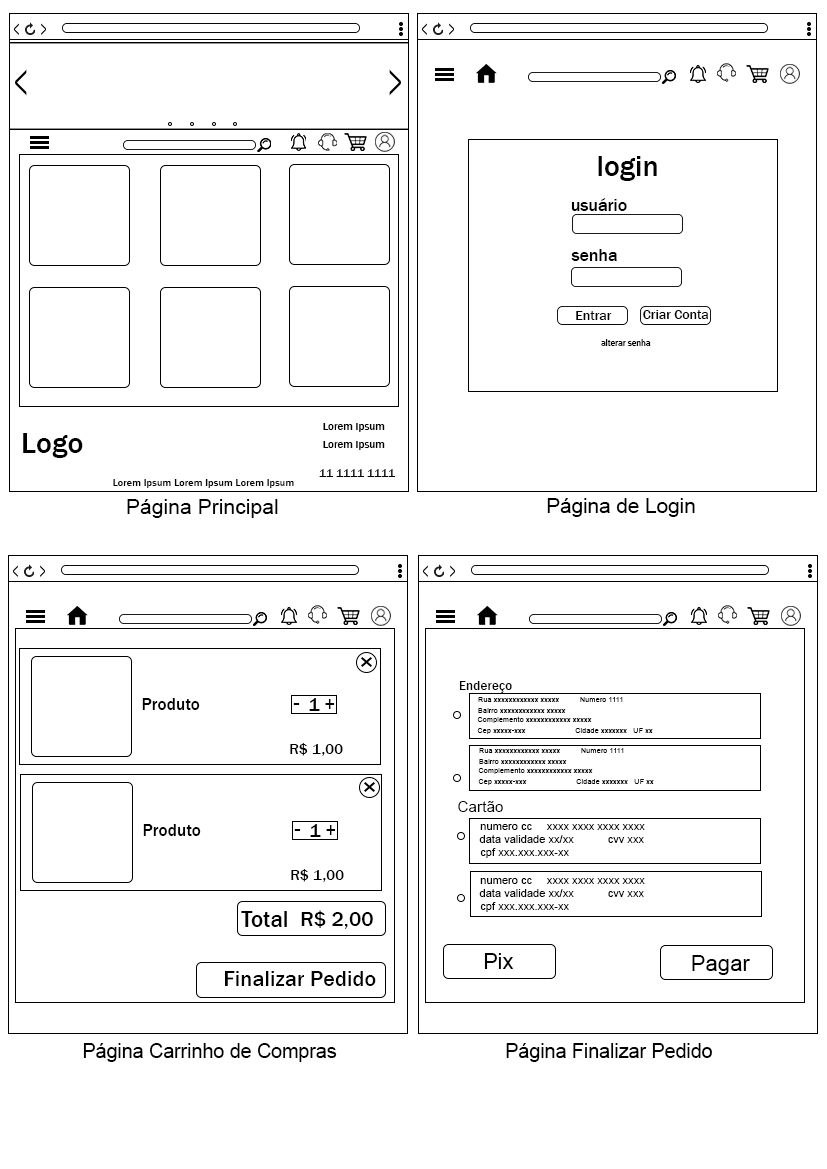 Logo
Lorem Ipsum
Lorem Ipsum
11 1111 1111
Lorem Ipsum Lorem Ipsum Lorem Ipsum
Página Principal
login
usuário
senha
Entrar
Criar Conta
alterar senha
Página de Login
Produto
- 1 +
R$ 1,00
Produto
- 1 +
R$ 1,00
Total R$ 2,00
Finalizar Pedido
Página Carrinho de Compras
Endereço
Rua xxxxxxxxxxxx xxxxx Numero 1111
Bairro xxxxxxxxxxxx xxxxx
Complemento xxxxxxxxxxxx xxxxx
Cep xxxxx-xxx Cidade xxxxxxx UF xx
Rua xxxxxxxxxxxx xxxxx Numero 1111
Bairro xxxxxxxxxxxx xxxxx
Complemento xxxxxxxxxxxx xxxxx
Cep xxxxx-xxx Cidade xxxxxxx UF xx
Cartão
numero cc xxxx xxxx xxxx xxxx
data validade xx/xx cvv xxx
cpf xxx.xxx.xxx-xx
numero cc xxxx xxxx xxxx xxxx
data validade xx/xx cvv xxx
cpf xxx.xxx.xxx-xx
Pix
Pagar
Página Finalizar Pedido